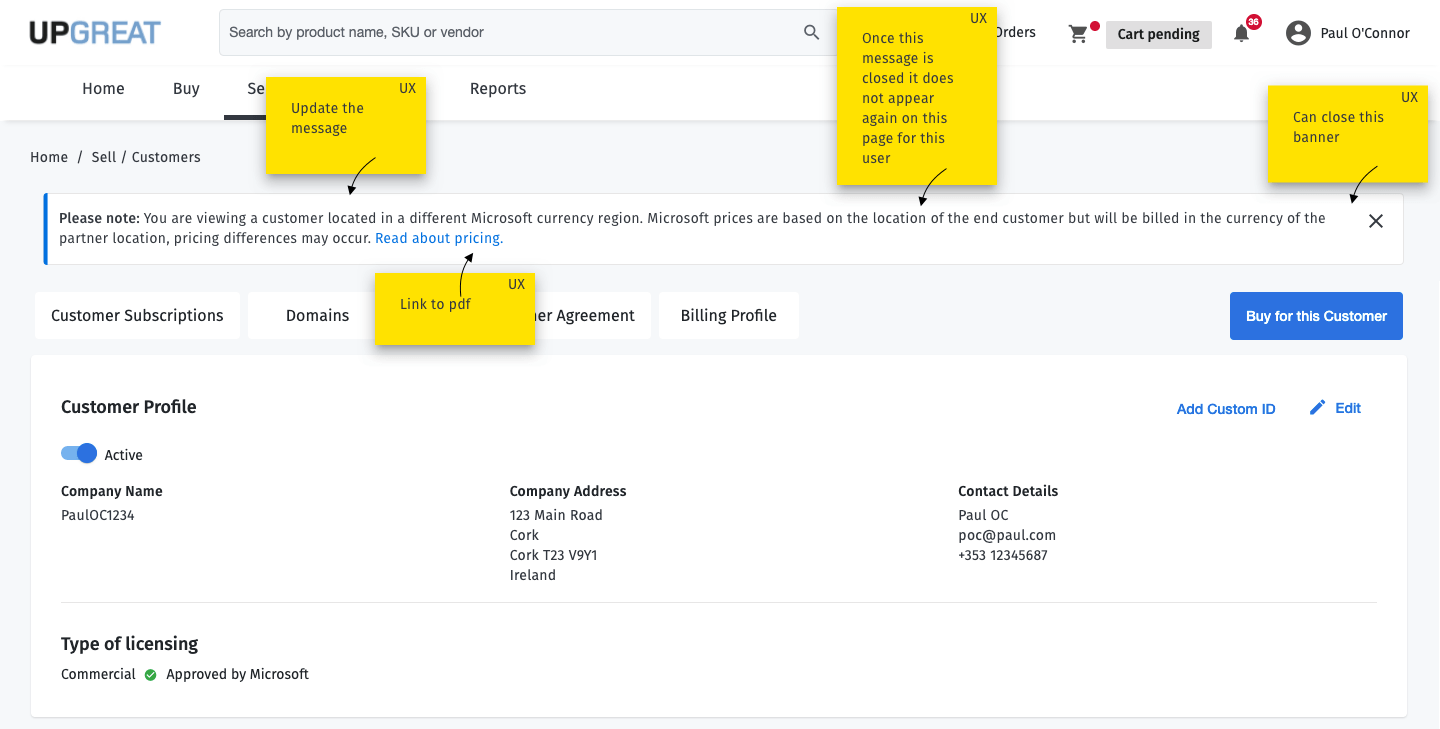 UPGREAT
Search by product name, SKU or vendor
Orders
Cart pending
36
Paul O'Connor
Home
Buy
Reports
UX
Update the
message
UX
Once this
message is
closed it does
not appear
again on this
page for this
user
UX
Can close this
banner
Home / Sell / Customers
Please note: You are viewing a customer located in a different Microsoft currency region. Microsoft prices are based on the location of the end customer but will be billed in the currency of the
partner location, pricing differences may occur. Read about pricing.
UX
Link to pdf
Customer Subscriptions
Domains
Agreement
Billing Profile
Buy for this Customer
Customer Profile
Add Custom ID
Edit
Active
Company Name
PaulOC1234
Company Address
123 Main Road
Cork
Cork T23 V9Y1
Ireland
Contact Details
Paul OC
poc@paul.com
+353 12345687
Type of licensing
Commercial
Approved by Microsoft